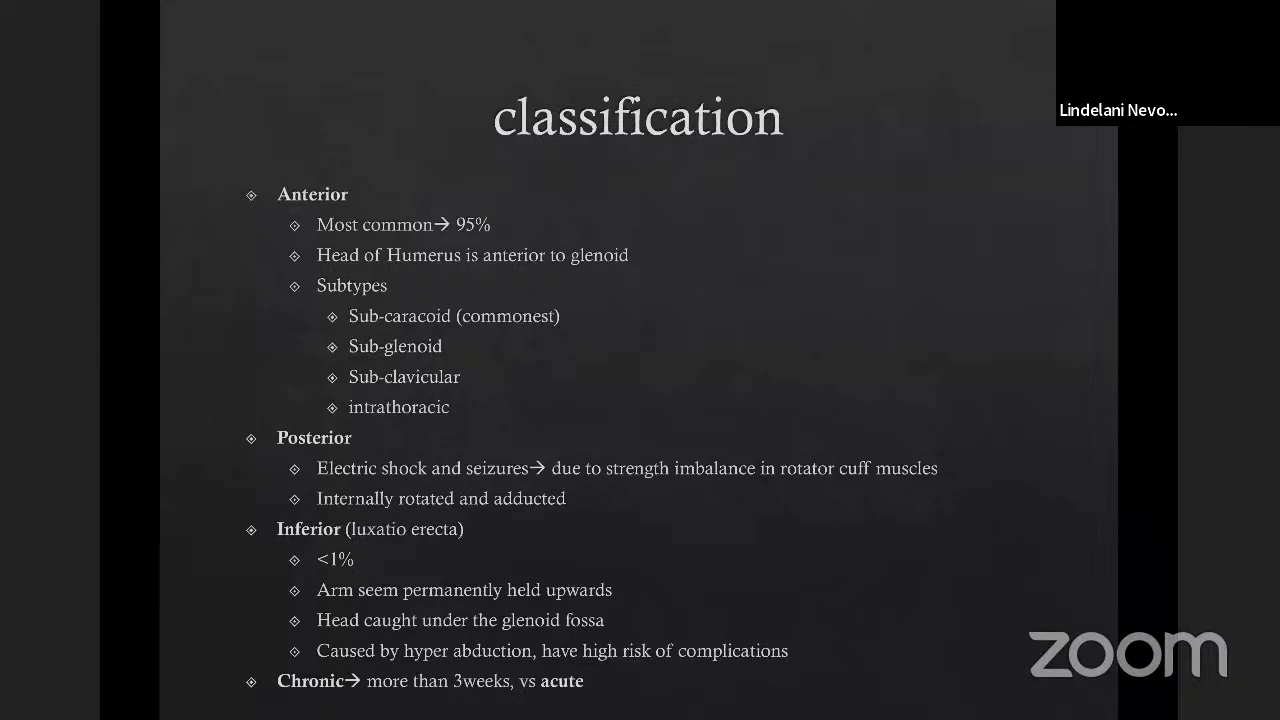 Lindelani Nevo...
classification
Anterior
Most common→ 95%
Head of Humerus is anterior to glenoid
Subtypes
Sub-caracoid (commonest)
Sub-glenoid
Sub-clavicular
intrathoracic
Posterior
Electric shock and seizures→ due to strength imbalance in rotator cuff muscles
Internally rotated and adducted
Inferior (luxatio erecta)
<1%
Arm seem permanently held upwards
Head caught under the glenoid fossa
Caused by hyper abduction, have high risk of complications
Chronic→ more than 3weeks, vs acute
zoom